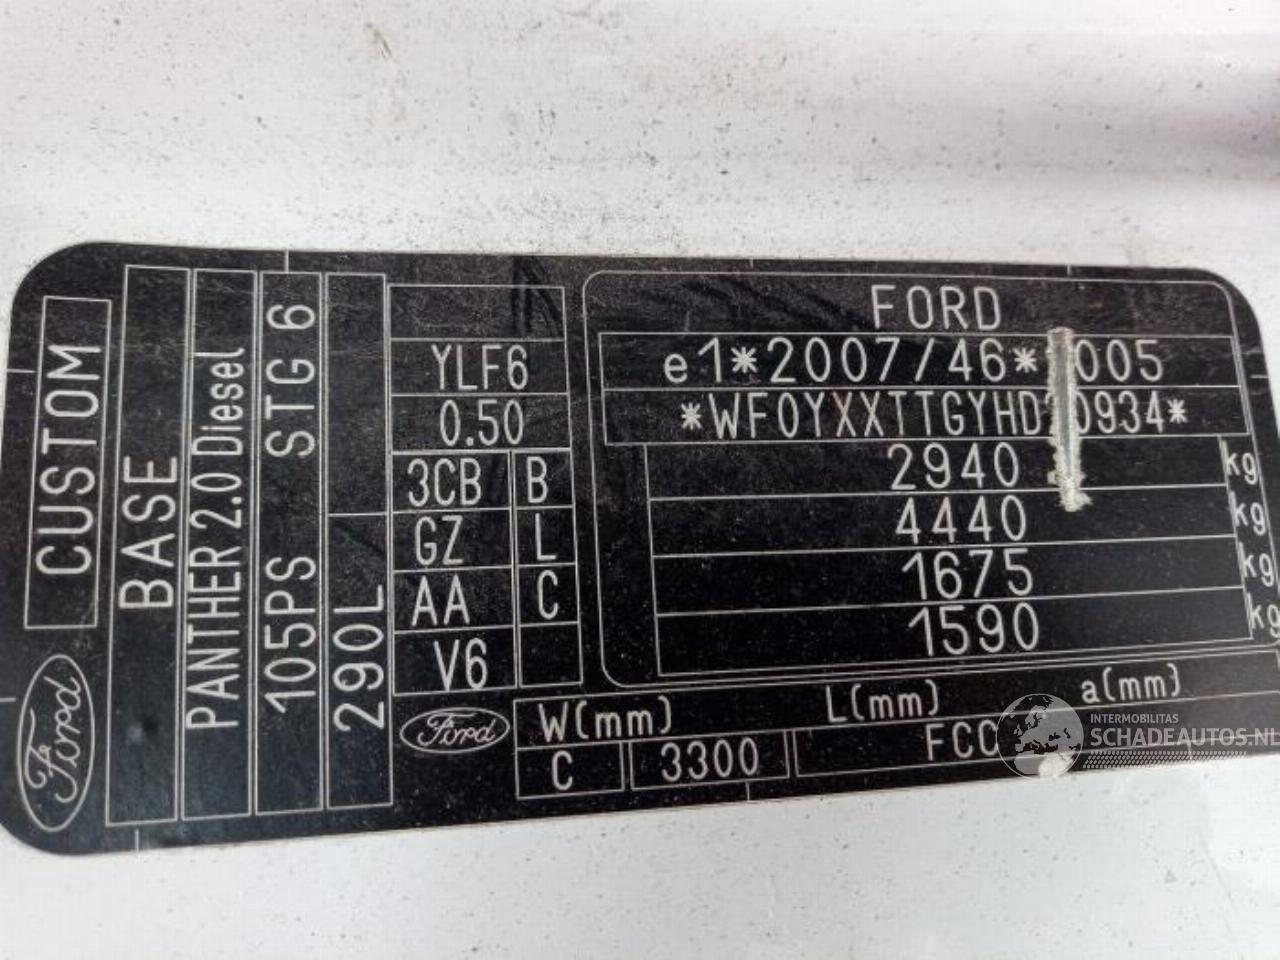 CUSTOM
Ford
BASE
PANTHER 2.0 Diesel
105PS STG 6
290L
YLF6
0.50
3CB B
GZ L
AA C
V6
Ford
FORD
e1*2007/46* 005
2940 kg
4440 kg
1675 kg
1590 kg
W(mm) L(mm) a(mm)
C 3300 FCC
INTERMOBILITAS
SCHADEAUTOS.NL